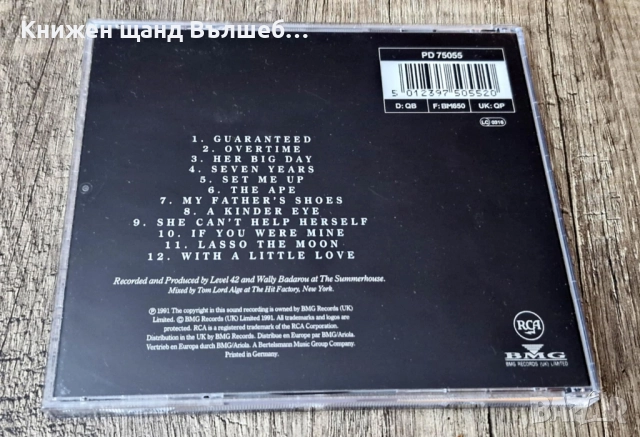 Книжен щанд Вълшеб...
PD 75055
5 012397 505520
D: QB F: BM650 UK: QP
LC 0316
1. GUARANTEED
2. OVERTIME
3. HER BIG DAY
4. SEVEN YEARS
5. SET ME UP
6. THE APE
7. MY FATHER'S SHOES
8. A KINDER EYE
9. SHE CAN'T HELP HERSELF
10. IF YOU WERE MINE
11. LASSO THE MOON
12. WITH A LITTLE LOVE
Recorded and Produced by Level 42 and Wally Badarou at The Summerhouse.
Mixed by Tom Lord Alge at The Hit Factory, New York.
℗ 1991 The copyright in this sound recording is owned by BMG Records (UK)
Limited. © BMG Records (UK) Limited 1991. All trademarks and logos are
protected. RCA is a registered trademark of the RCA Corporation.
Distribution in the UK by BMG Records. Distribue en Europe par BMG/Ariola.
Vertrieb en Europa durch BMG/Ariola. A Bertelsmann Music Group Company.
Printed in Germany.
RCA
BMG
BMG RECORDS (UK) LIMITED